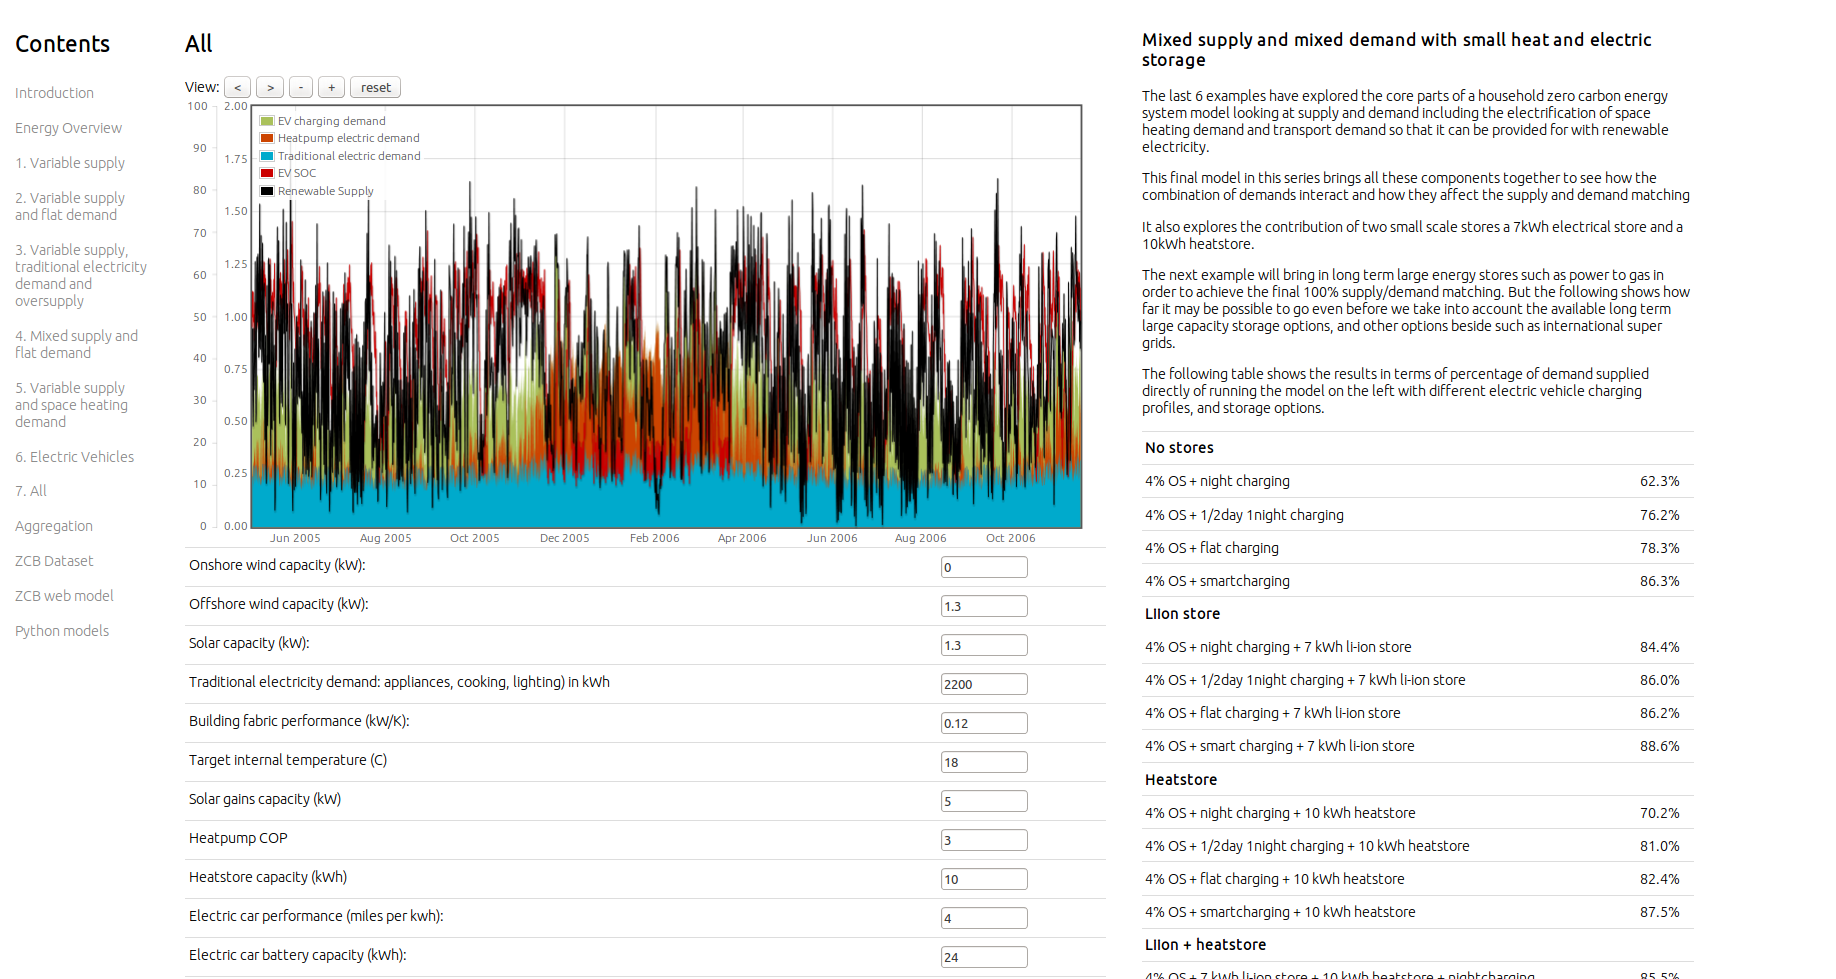 Contents
Introduction
Energy Overview
1. Variable supply
2. Variable supply
and flat demand
3. Variable supply,
traditional electricity
demand and
oversupply
4. Mixed supply and
flat demand
5. Variable supply
and space heating
demand
6. Electric Vehicles
7. All
Aggregation
ZCB Dataset
ZCB web model
Python models
All
View: < > - + reset
100 2.00
90 1.75
80 1.50
70 1.25
60
50 1.00
40 0.75
30 0.50
20 0.25
10
0 0.00
EV charging demand
Heatpump electric demand
Traditional electric demand
EV SOC
Renewable Supply
Jun 2005 Aug 2005 Oct 2005 Dec 2005 Feb 2006 Apr 2006 Jun 2006 Aug 2006 Oct 2006
Onshore wind capacity (kW): 0
Offshore wind capacity (kW): 1.3
Solar capacity (kW): 1.3
Traditional electricity demand: appliances, cooking, lighting) in kWh 2200
Building fabric performance (kW/K): 0.12
Target internal temperature (C) 18
Solar gains capacity (kW) 5
Heatpump COP 3
Heatstore capacity (kWh) 10
Electric car performance (miles per kwh): 4
Electric car battery capacity (kWh): 24
Mixed supply and mixed demand with small heat and electric
storage
The last 6 examples have explored the core parts of a household zero carbon energy
system model looking at supply and demand including the electrification of space
heating demand and transport demand so that it can be provided for with renewable
electricity.
This final model in this series brings all these components together to see how the
combination of demands interact and how they affect the supply and demand matching
It also explores the contribution of two small scale stores a 7kWh electrical store and a
10kWh heatstore.
The next example will bring in long term large energy stores such as power to gas in
order to achieve the final 100% supply/demand matching. But the following shows how
far it may be possible to go even before we take into account the available long term
large capacity storage options, and other options beside such as international super
grids.
The following table shows the results in terms of percentage of demand supplied
directly of running the model on the left with different electric vehicle charging
profiles, and storage options.
No stores
4% OS + night charging 62.3%
4% OS + 1/2day 1night charging 76.2%
4% OS + flat charging 78.3%
4% OS + smartcharging 86.3%
LIIon store
4% OS + night charging + 7 kWh li-ion store 84.4%
4% OS + 1/2day 1night charging + 7 kWh li-ion store 86.0%
4% OS + flat charging + 7 kWh li-ion store 86.2%
4% OS + smart charging + 7 kWh li-ion store 88.6%
Heatstore
4% OS + night charging + 10 kWh heatstore 70.2%
4% OS + 1/2day 1night charging + 10 kWh heatstore 81.0%
4% OS + flat charging + 10 kWh heatstore 82.4%
4% OS + smartcharging + 10 kWh heatstore 87.5%
LIIon + heatstore
4% OS + 7 kWh li-ion store + 10 kWh heatstore + nightcharging 85.5%